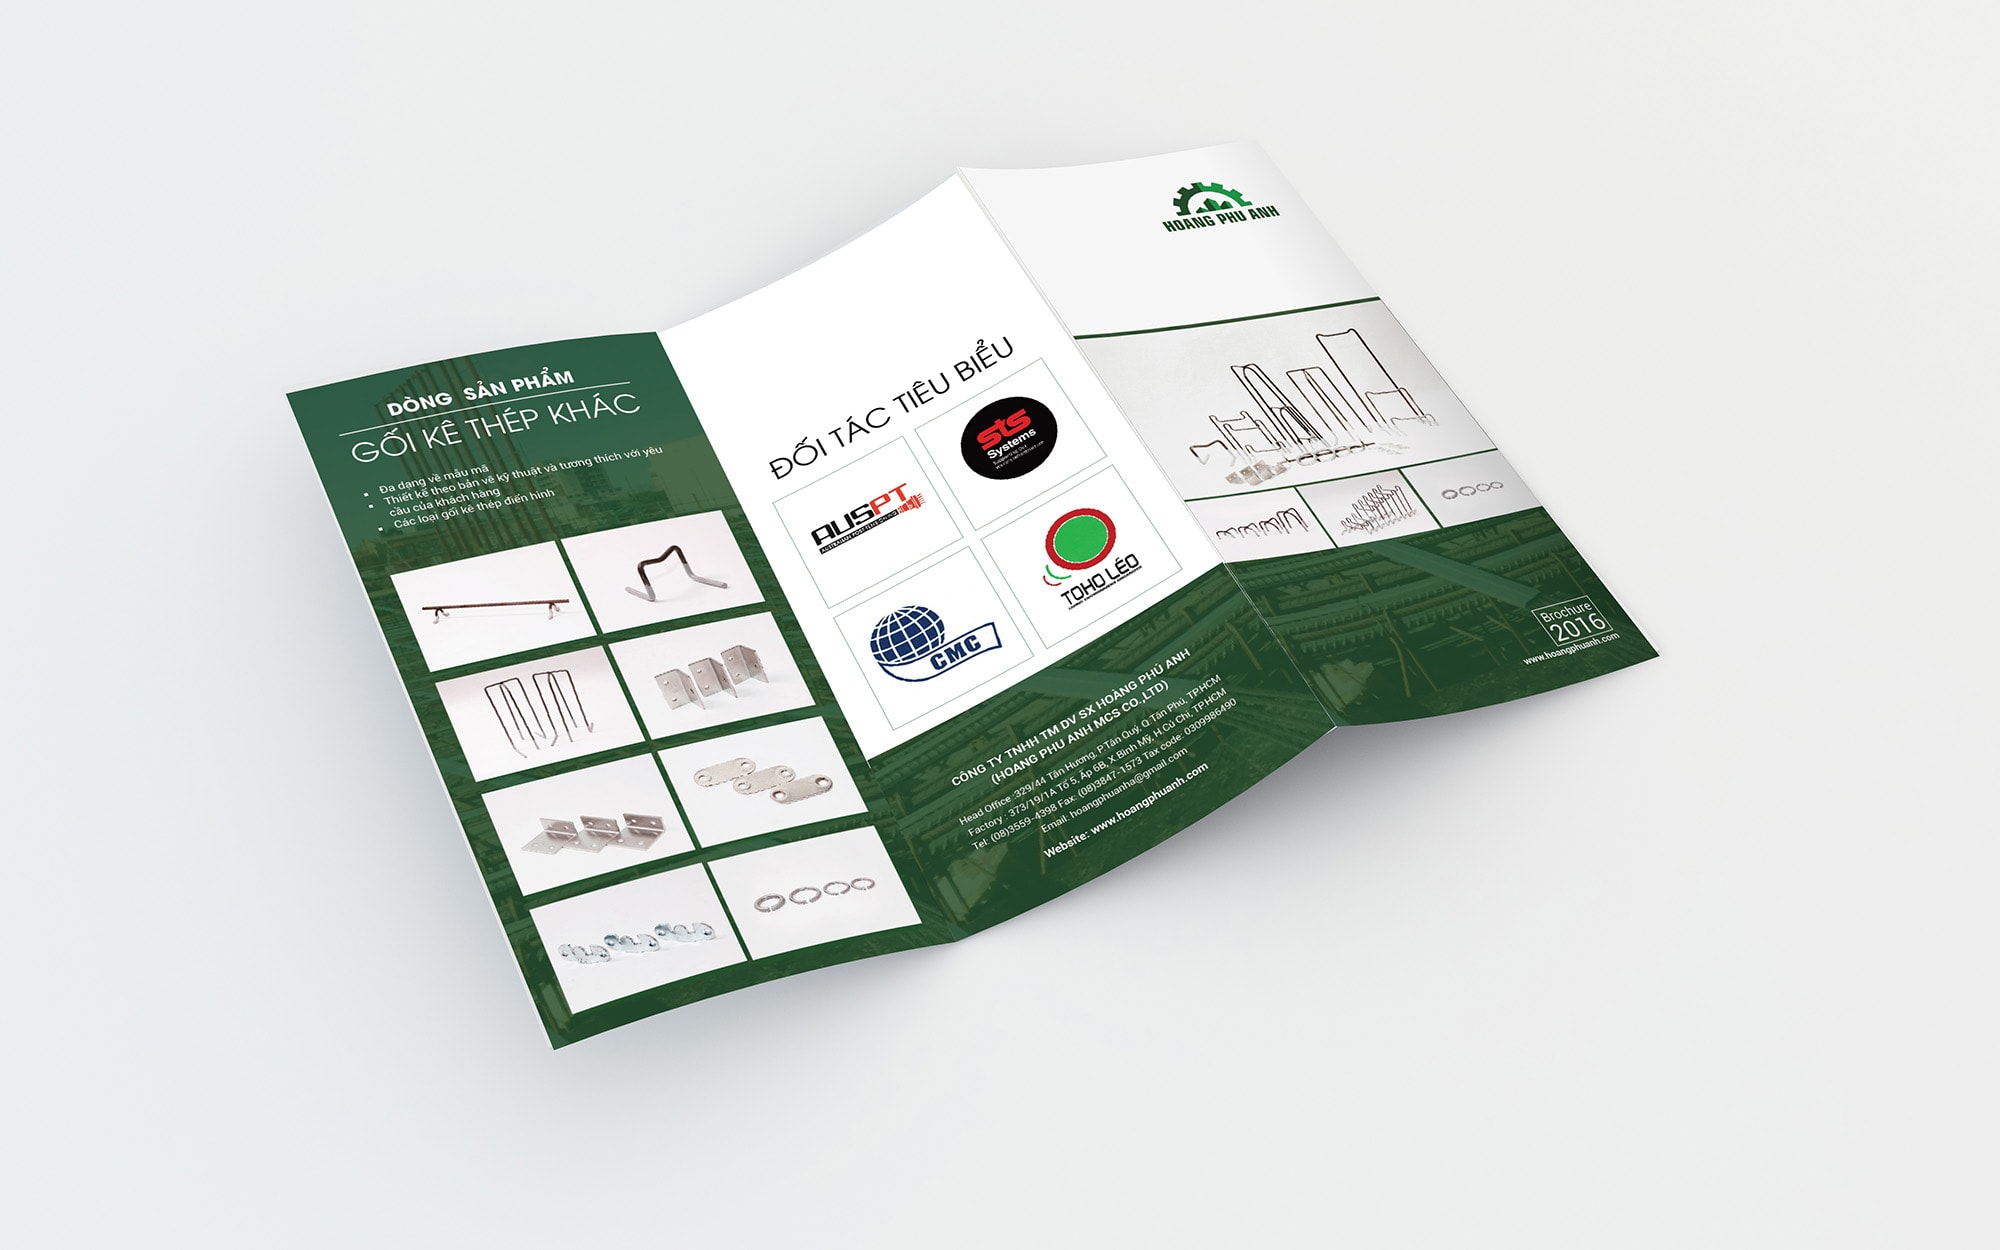 DÒNG SẢN PHẨM
GỐI KÊ THÉP KHÁC
Đa dạng về mẫu mã
Thiết kế theo bản vẽ kỹ thuật và tương thích với yêu
cầu của khách hàng
Các loại gối kê thép điển hình
ĐỐI TÁC TIÊU BIỂU
AUSPT
sts
Systems
CMC
TOHO LÉO
CÔNG TY TNHH TM DV SX HOÀNG PHÚ ANH
(HOANG PHU ANH MCS CO.,LTD)
Head Office :329/44 Tân Hương, P.Tân Quý, Q.Tân Phú, TP.HCM
Factory : 373/19/1A Tổ 5, Ấp 6B, X.Bình Mỹ, H.Củ Chi, TP.HCM
Tel: (08)3559-4398 Fax: (08)3847-1573 Tax code: 0309986490
Email: hoangphuanha@gmail.com
Website: www.hoangphuanh.com
HOANG PHU ANH
Brochure
2016
www.hoangphuanh.com